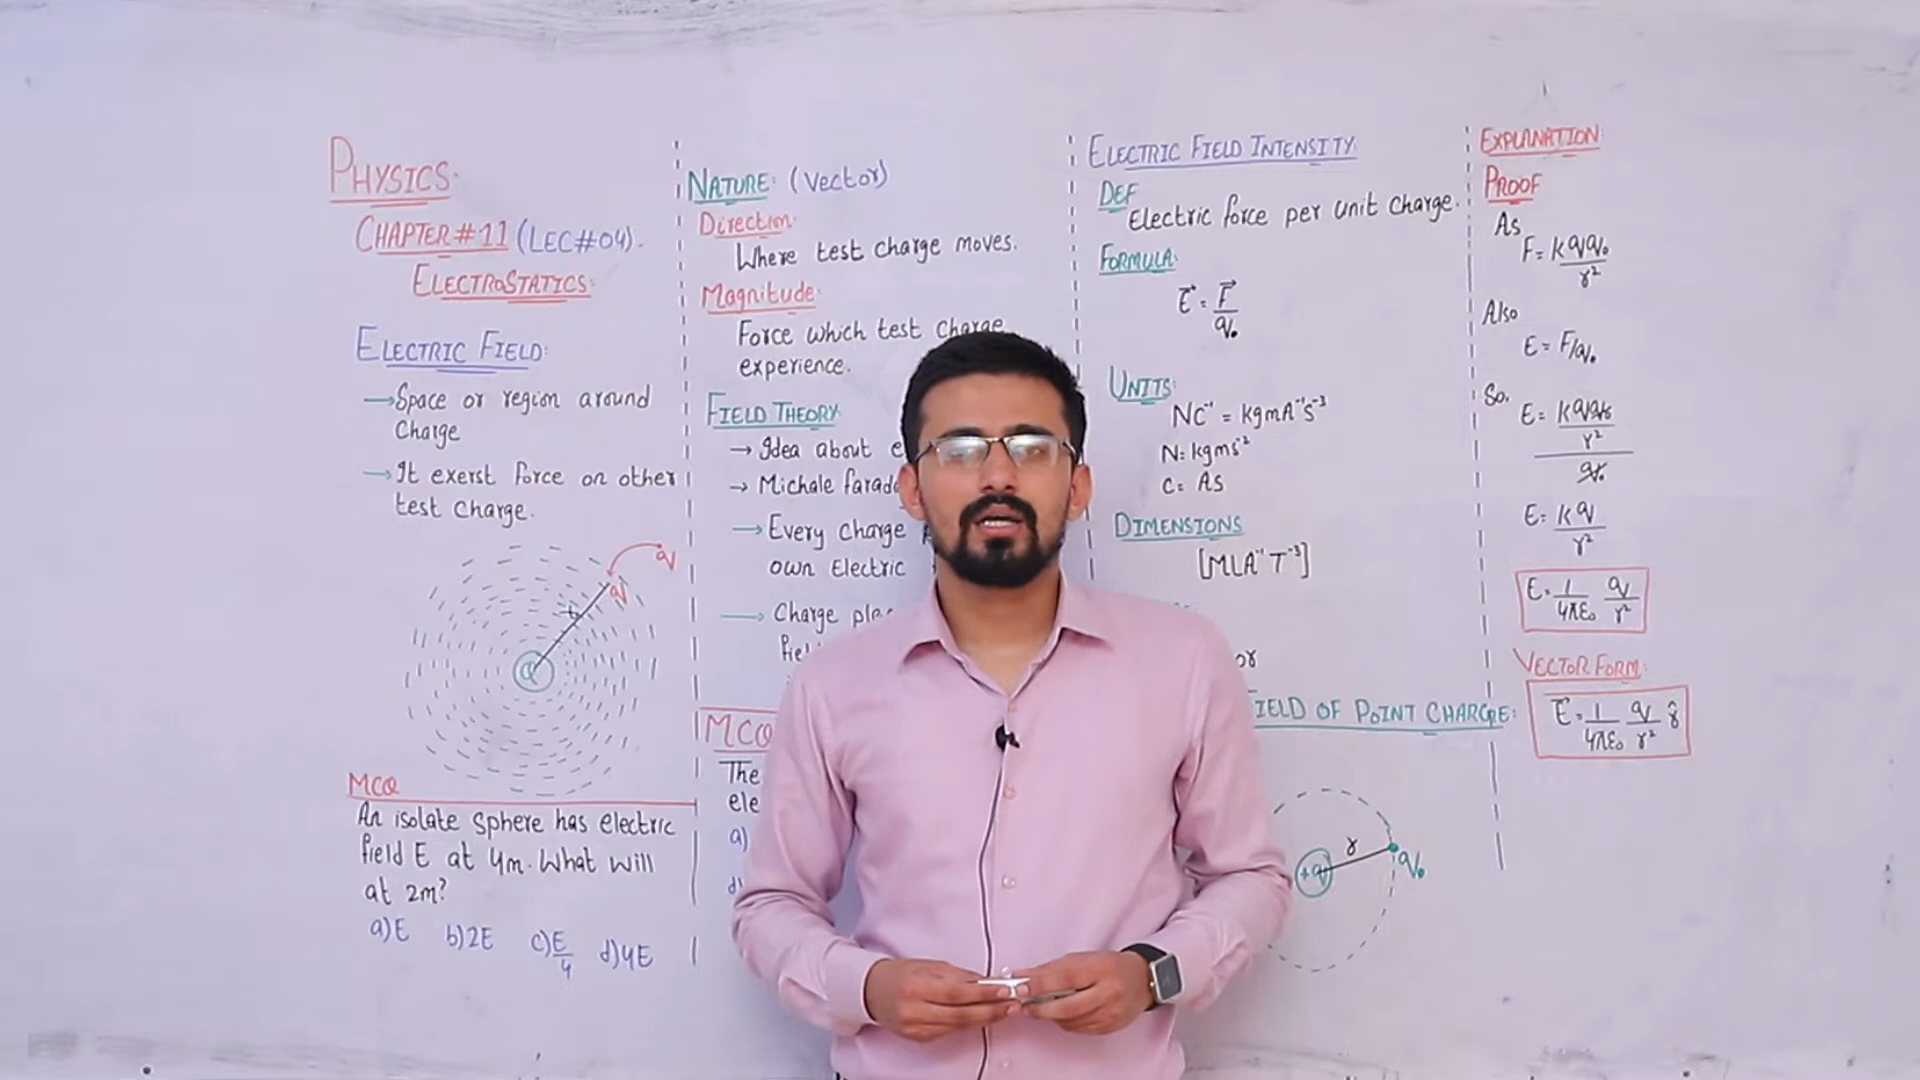 PHYSICS:
CHAPTER # 11 (LEC#04).
ELECTROSTATICS:
ELECTRIC FIELD:
→Space or region around
Charge
→It exerst force on other
test Charge.
q
q
r
Q
MCQ
An isolate sphere has electric
field E at 4m. What will
at 2m?
a)E b)2E c)E/4 d)4E
NATURE: (Vector)
Direction:
Where test charge moves.
Magnitude:
Force which test charge
experience.
FIELD THEORY:
→ Idea about
→ Michale
→ Every Charge
own Electric
→ Charge
MCQ
The
a)
d)
ELECTRIC FIELD INTENSITY:
DEF
Electric force per unit charge.
FORMULA:
E⃗ = F⃗/q₀
UNITS:
NC⁻¹ = kgmA⁻¹s⁻³
N= kgms⁻²
C= AS
DIMENSIONS
[MLA⁻¹T⁻³]
or
FIELD OF POINT CHARGE:
+q
r
q₀
EXPLANATION:
PROOF
As
F= kqq₀/r²
Also
E= F/q₀
So,
E= kqq₀/r²/q₀
E= kq/r²
E= 1/4πε₀ q/r²
VECTOR FORM:
E⃗= 1/4πε₀ q/r² r̂